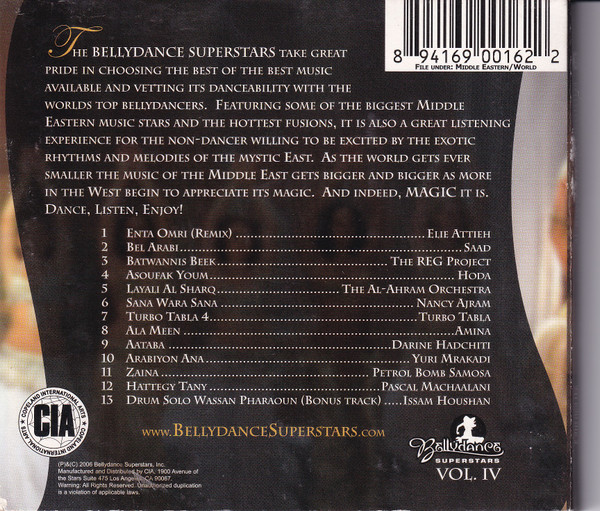 8 94169 00162 2
File under: Middle Eastern/World
The BELLYDANCE SUPERSTARS take great
pride in choosing the best of the best music
available and vetting its danceability with the
worlds top bellydancers. Featuring some of the biggest Middle
Eastern music stars and the hottest fusions, it is also a great listening
experience for the non-dancer willing to be excited by the exotic
rhythms and melodies of the mystic East. As the world gets ever
smaller the music of the Middle East gets bigger and bigger as more
in the West begin to appreciate its magic. And indeed, MAGIC it is.
Dance, Listen, Enjoy!
1 Enta Omri (Remix) Elie Attieh
2 Bel Arabi Saad
3 Batwannis Beek The REG Project
4 Asoufak Youm Hoda
5 Layali Al Sharq The Al-Ahram Orchestra
6 Sana Wara Sana Nancy Ajram
7 Turbo Tabla 4 Turbo Tabla
8 Ala Meen Amina
9 Aataba Darine Hadchiti
10 Arabiyon Ana Yuri Mrakadi
11 Zaina Petrol Bomb Samosa
12 Hattegy Tany Pascal Machaalani
13 Drum Solo Wassan Pharaoun (Bonus track) Issam Houshan
www.BellydanceSuperstars.com
COPELAND INTERNATIONAL ARTS
CIA
COPELAND INTERNATIONAL ARTS
Bellydance
SUPERSTARS
VOL. IV
(P)&(C) 2006 Bellydance Superstars, Inc.
Manufactured and Distributed by CIA, 1900 Avenue of
the Stars Suite 475 Los Angeles, CA 90067.
Warning: All Rights Reserved. Unauthorized duplication
is a violation of applicable laws.